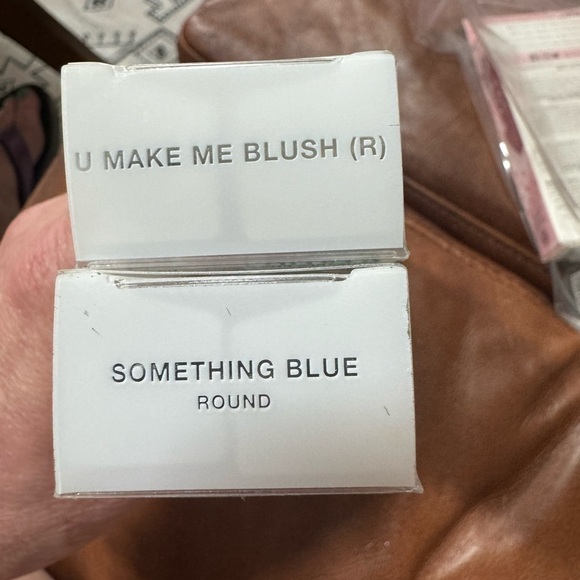 U MAKE ME BLUSH (R)
SOMETHING BLUE
ROUND